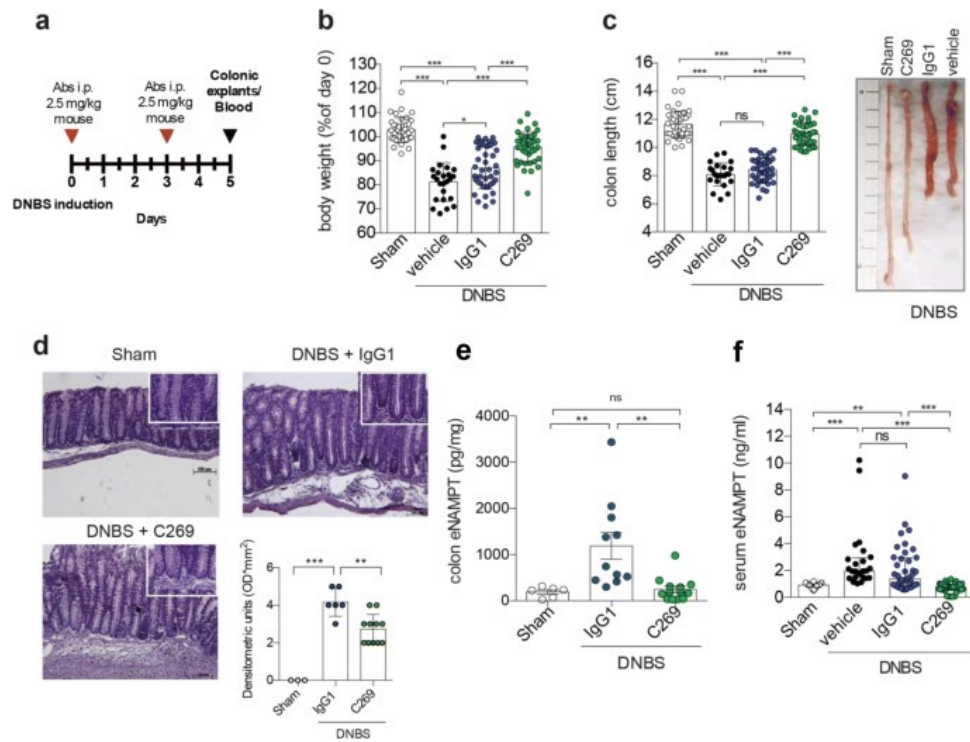 a
Abs i.p.
2.5 mg/kg
mouse
Abs i.p.
2.5 mg/kg
mouse
Colonic
explants/
Blood
0 1 2 3 4 5
DNBS induction
Days
b
body weight (%of day 0)
130
120
110
100
90
80
70
60
***
***
***
***
*
Sham
vehicle
IgG1
C269
DNBS
c
colon length (cm)
16
14
12
10
8
6
4
***
***
***
***
ns
Sham
vehicle
IgG1
C269
DNBS
Sham
C269
IgG1
vehicle
DNBS
d
Sham
DNBS + IgG1
DNBS + C269
Densitometric units (OD*mm²)
6
4
2
0
***
**
Sham
IgG1
C269
DNBS
e
colon eNAMPT (pg/mg)
4000
3000
2000
1000
0
ns
**
**
Sham
IgG1
C269
DNBS
f
serum eNAMPT (ng/ml)
14
12
10
8
6
4
2
0
**
***
***
***
ns
Sham
vehicle
IgG1
C269
DNBS